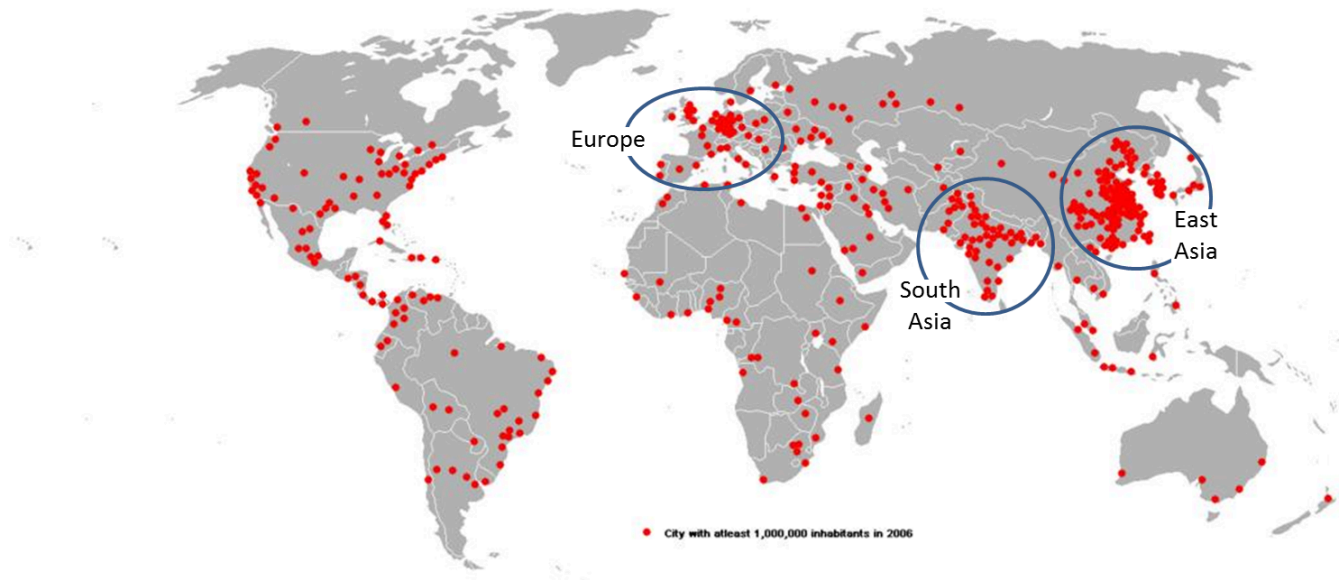 Europe
East
Asia
South
Asia
City with atleast 1,000,000 inhabitants in 2006